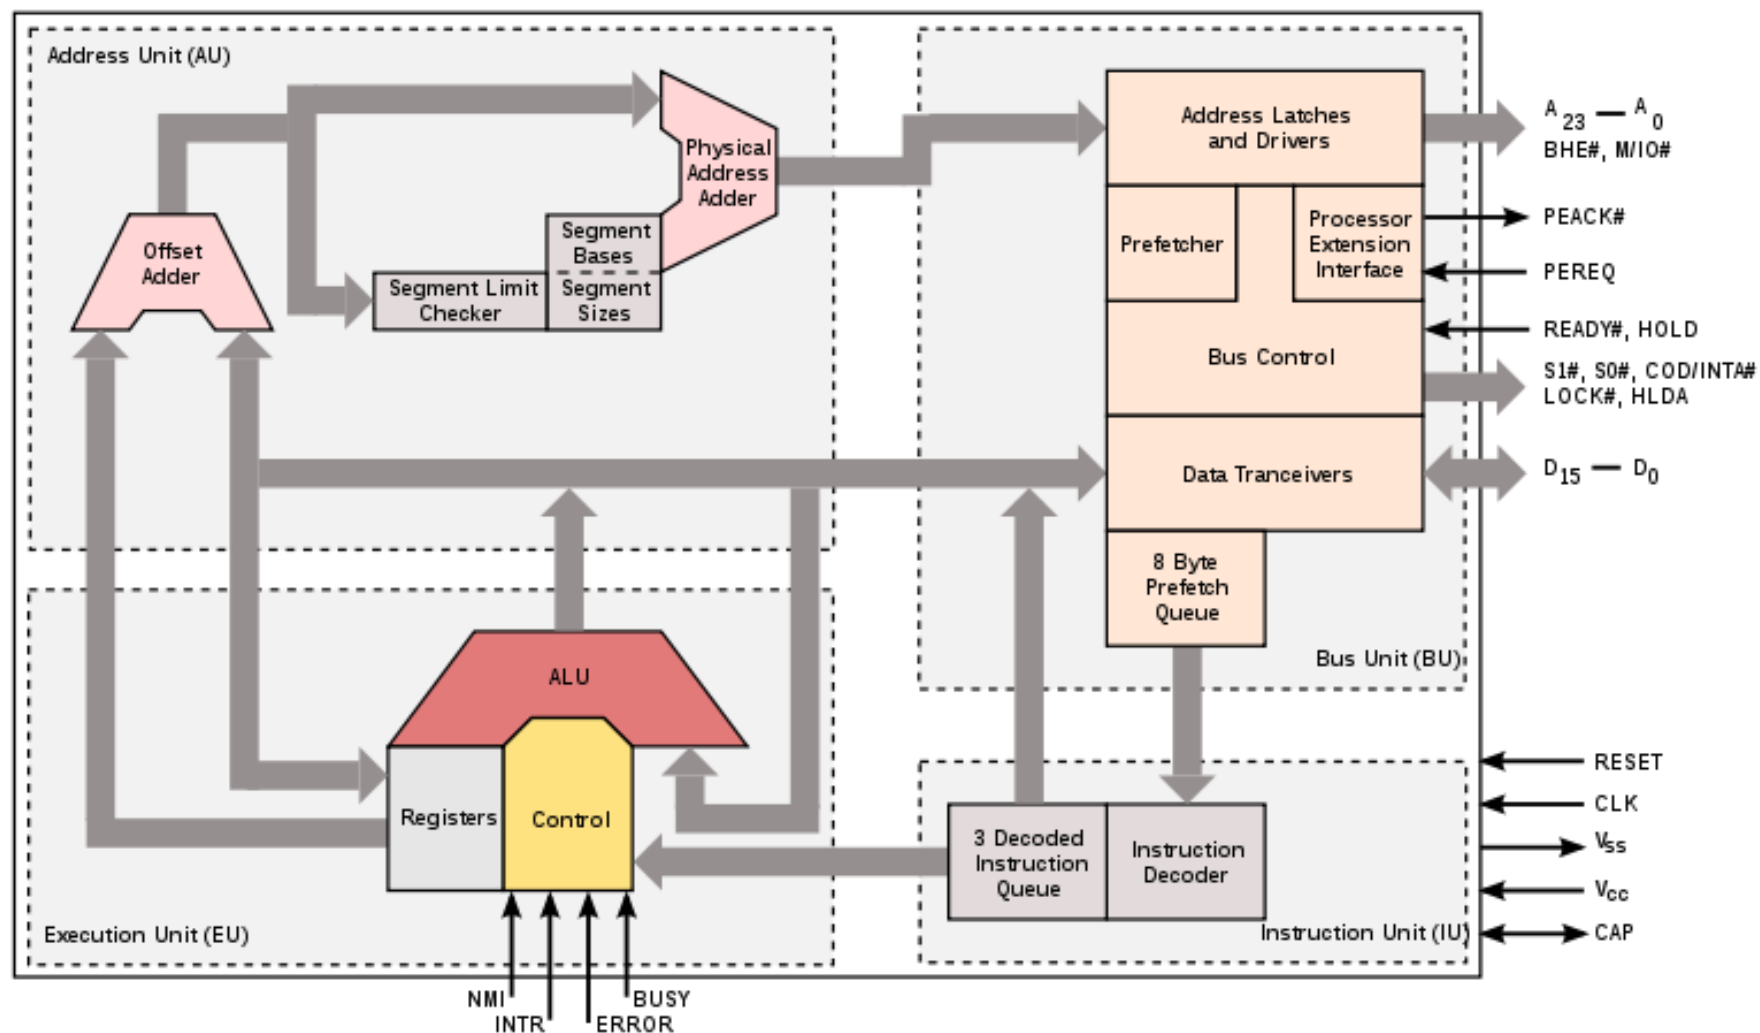 Address Unit (AU)
Offset
Adder
Physical
Address
Adder
Segment
Bases
Segment Limit
Checker
Segment
Sizes
Address Latches
and Drivers
Prefetcher
Processor
Extension
Interface
Bus Control
Data Tranceivers
8 Byte
Prefetch
Queue
Bus Unit (BU)
A23 — A0
BHE#, M/IO#
PEACK#
PEREQ
READY#, HOLD
S1#, S0#, COD/INTA#
LOCK#, HLDA
D15 — D0
ALU
Registers
Control
Execution Unit (EU)
NMI
INTR
ERROR
BUSY
3 Decoded
Instruction
Queue
Instruction
Decoder
Instruction Unit (IU)
RESET
CLK
Vss
Vcc
CAP